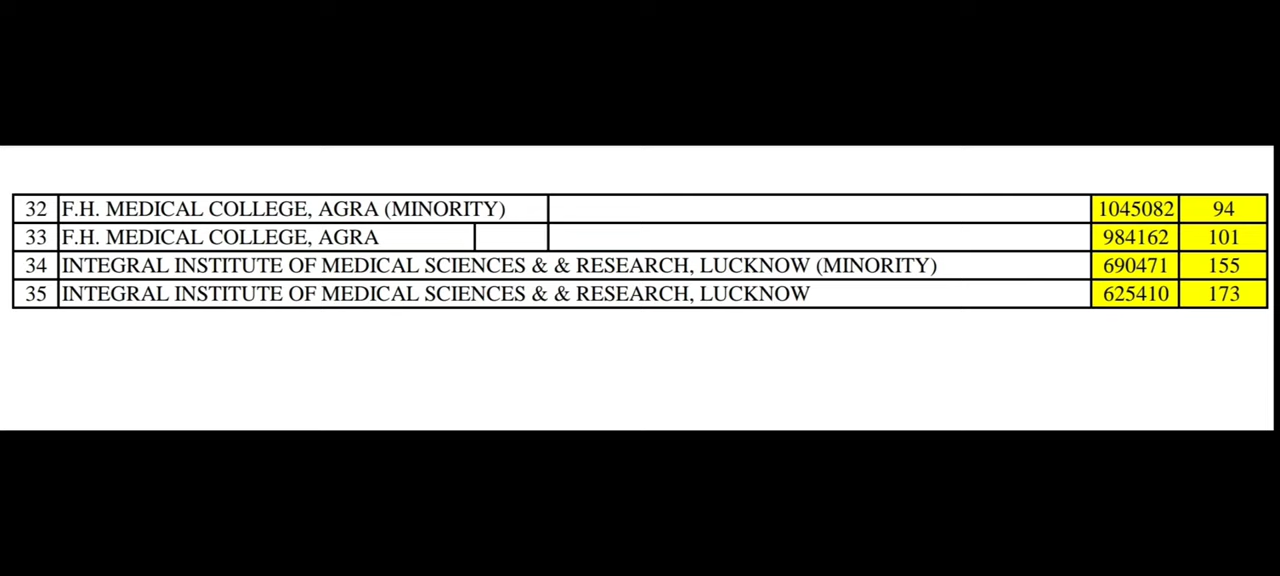 32 F.H. MEDICAL COLLEGE, AGRA (MINORITY) 1045082 94
33 F.H. MEDICAL COLLEGE, AGRA 984162 101
34 INTEGRAL INSTITUTE OF MEDICAL SCIENCES & & RESEARCH, LUCKNOW (MINORITY) 690471 155
35 INTEGRAL INSTITUTE OF MEDICAL SCIENCES & & RESEARCH, LUCKNOW 625410 173